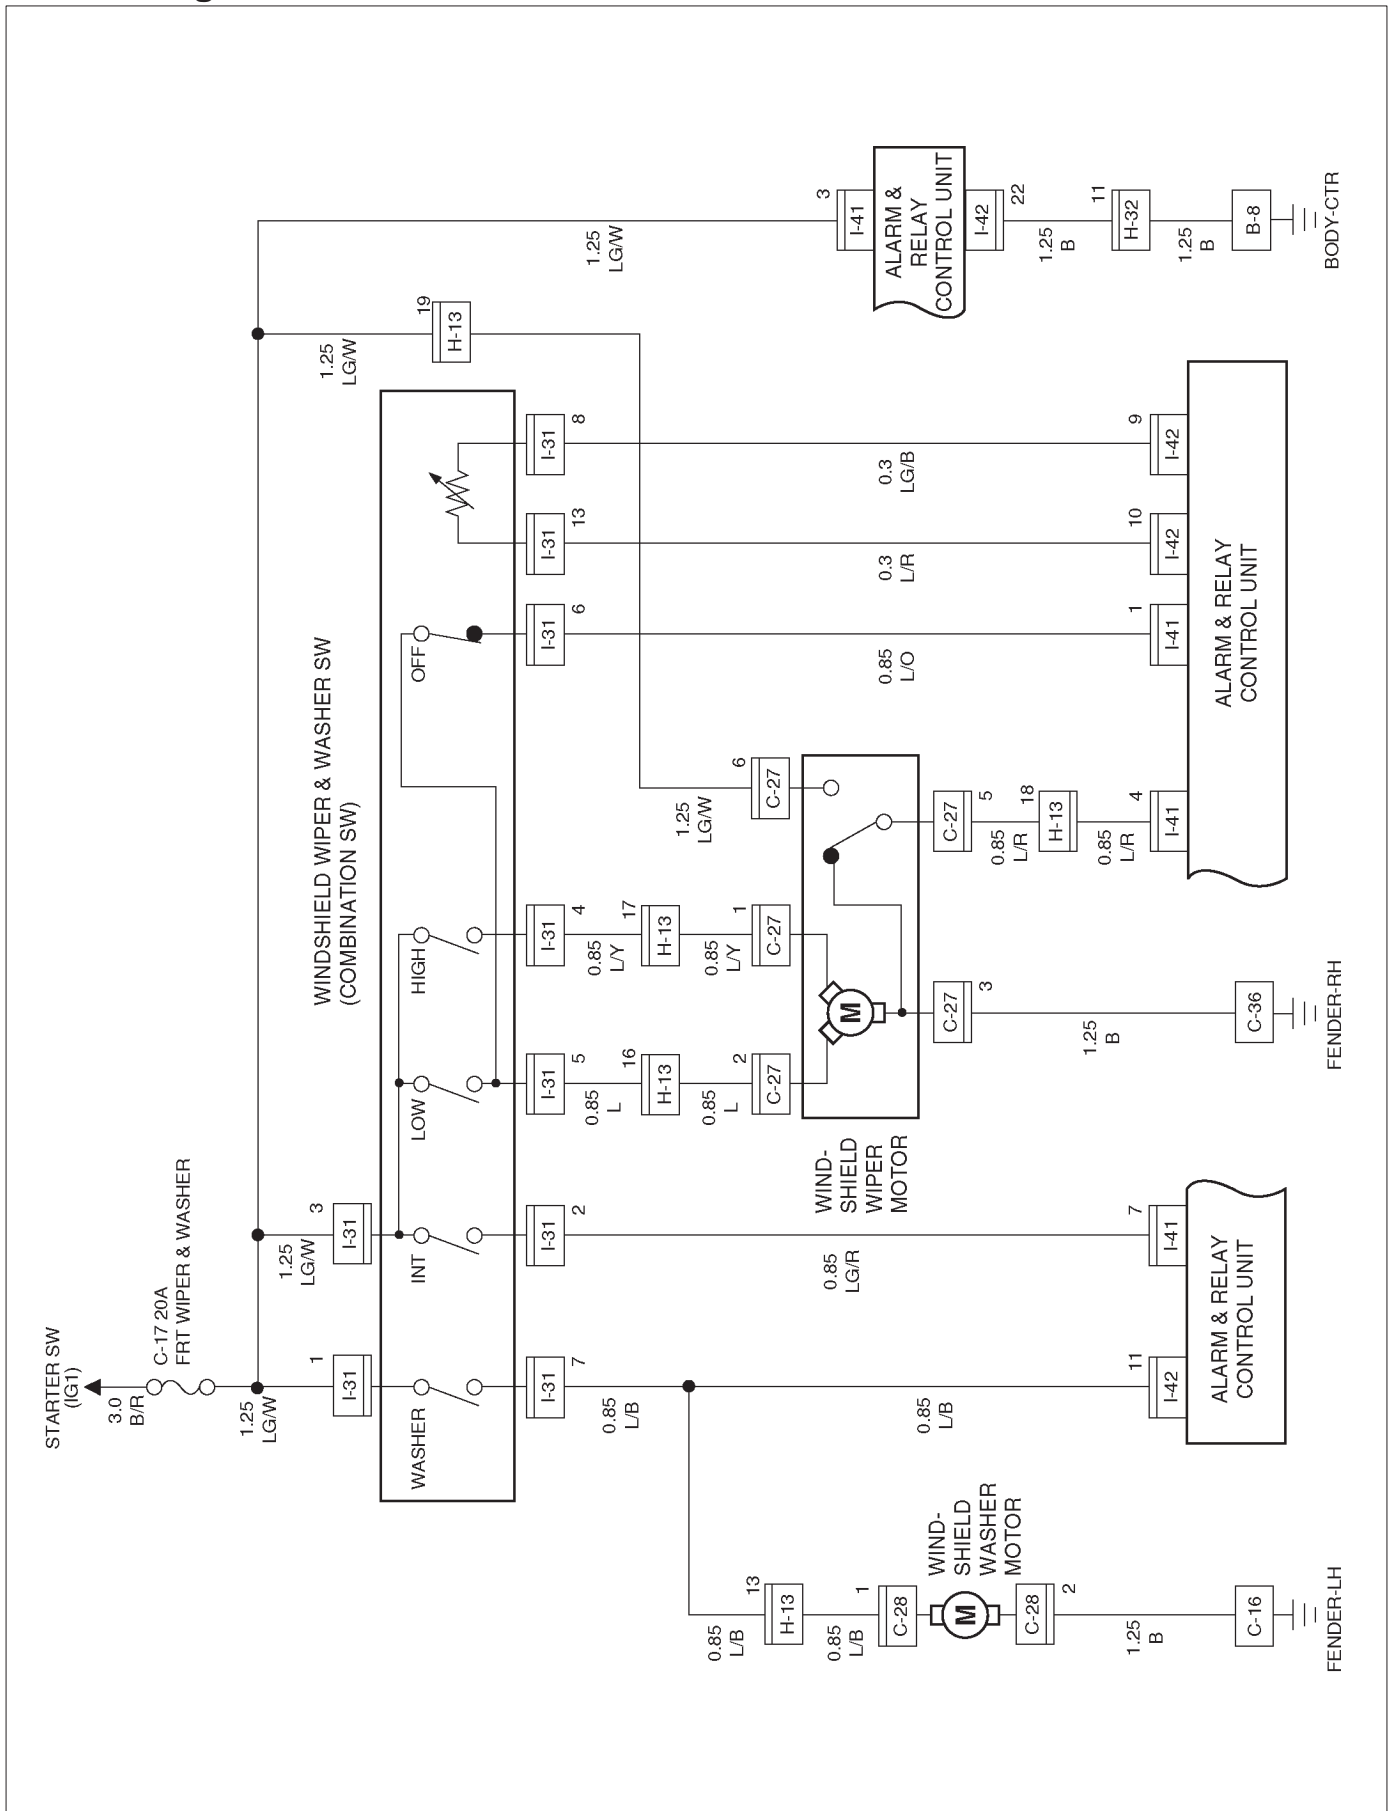 g
STARTER SW
(IG1)
3.0
B/R
C-17 20A
FRT WIPER & WASHER
1.25
LG/W
1.25
LG/W
1.25
LG/W
1.25
LG/W
WINDSHIELD WIPER & WASHER SW
(COMBINATION SW)
1
I-31
3
I-31
19
H-13
WASHER
INT
LOW
HIGH
OFF
I-31
7
I-31
2
I-31
5
I-31
4
I-31
6
I-31
13
I-31
8
0.85
L/B
0.85
L
0.85
L/Y
16
H-13
17
H-13
0.85
L
0.85
L/Y
1.25
LG/W
2
C-27
1
C-27
6
C-27
WIND-
SHIELD
WIPER
MOTOR
M
C-27
3
C-27
5
0.85
L/R
18
H-13
0.85
L/R
1.25
B
C-36
FENDER-RH
0.85
L/B
0.85
LG/R
0.85
L/O
0.3
L/R
0.3
LG/B
11
I-42
7
I-41
ALARM & RELAY
CONTROL UNIT
4
I-41
1
I-41
10
I-42
9
I-42
ALARM & RELAY
CONTROL UNIT
3
I-41
ALARM &
RELAY
CONTROL UNIT
I-42
22
1.25
B
11
H-32
1.25
B
B-8
BODY-CTR
0.85
L/B
13
H-13
0.85
L/B
1
C-28
WIND-
SHIELD
WASHER
MOTOR
M
C-28
2
1.25
B
C-16
FENDER-LH